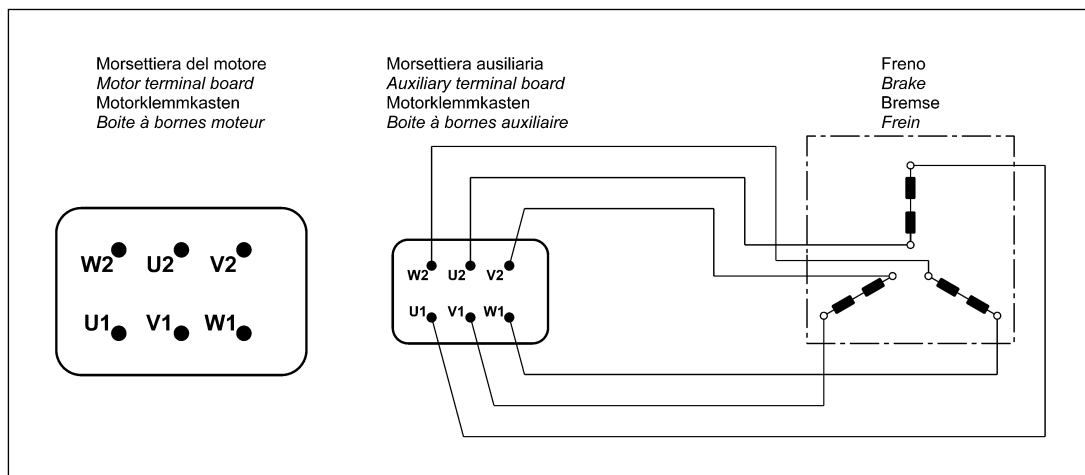 Morsettiera del motore
Motor terminal board
Motorklemmkasten
Boite à bornes moteur
Morsettiera ausiliaria
Auxiliary terminal board
Motorklemmkasten
Boite à bornes auxiliaire
Freno
Brake
Bremse
Frein
W2 U2 V2
U1 V1 W1
W2 U2 V2
U1 V1 W1